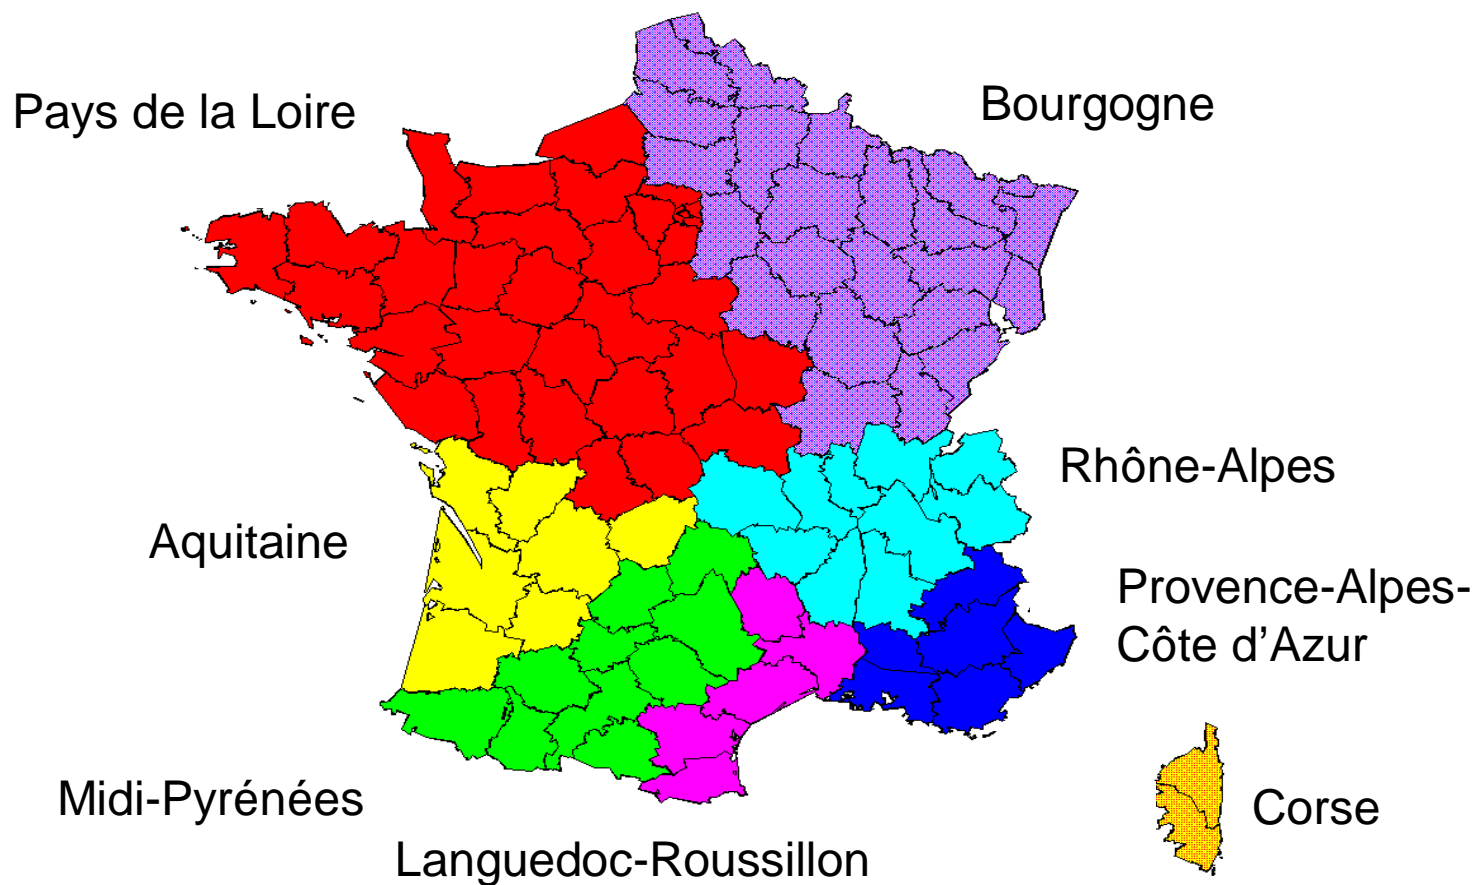 Pays de la Loire
Bourgogne
Rhône-Alpes
Aquitaine
Provence-Alpes-
Côte d’Azur
Midi-Pyrénées
Corse
Languedoc-Roussillon